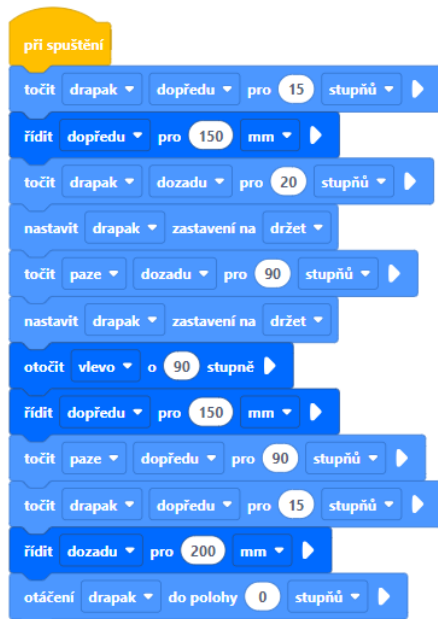 při spuštění
točit drapak dopředu pro 15 stupňů
řídit dopředu pro 150 mm
točit drapak dozadu pro 20 stupňů
nastavit drapak zastavení na držet
točit paze dozadu pro 90 stupňů
nastavit drapak zastavení na držet
otočit vlevo o 90 stupně
řídit dopředu pro 150 mm
točit paze dopředu pro 90 stupňů
točit drapak dopředu pro 15 stupňů
řídit dozadu pro 200 mm
otáčení drapak do polohy 0 stupňů